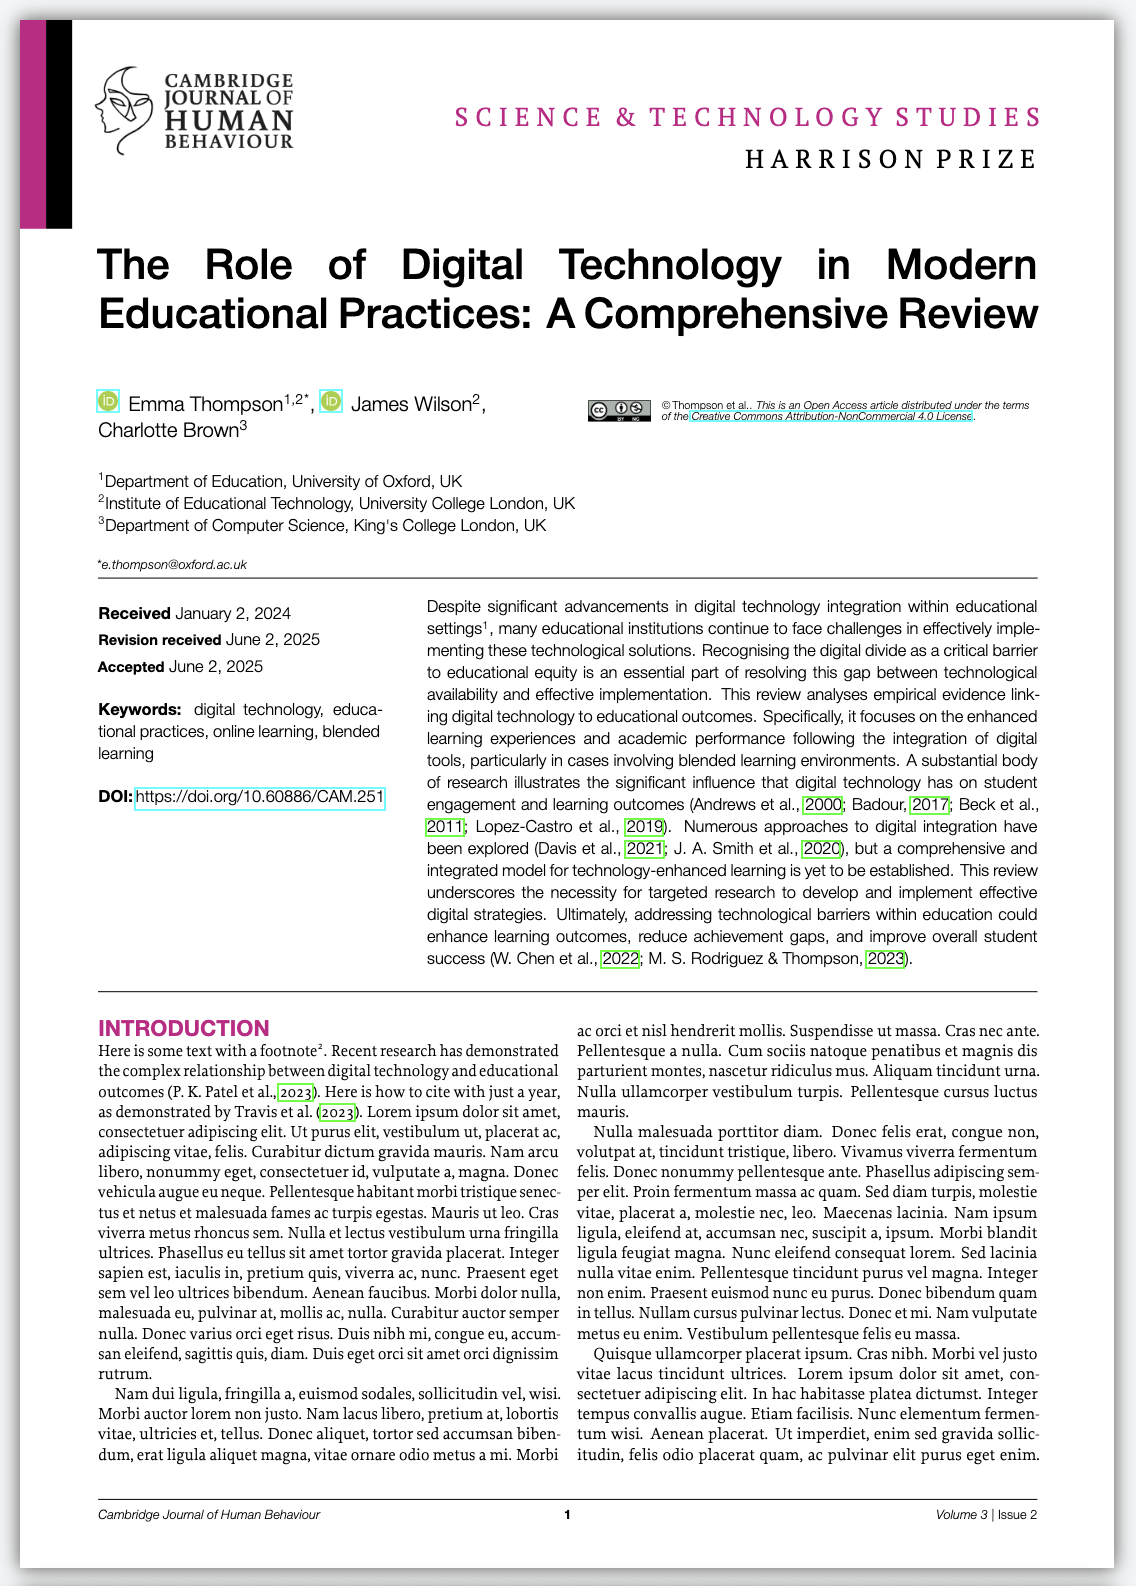 CAMBRIDGE
JOURNAL OF
HUMAN
BEHAVIOUR
SCIENCE & TECHNOLOGY STUDIES
HARRISON PRIZE
The Role of Digital Technology in Modern
Educational Practices: A Comprehensive Review
iD Emma Thompson1,2*, iD James Wilson2,
Charlotte Brown3
cc BY NC
© Thompson et al.. This is an Open Access article distributed under the terms
of the Creative Commons Attribution-NonCommercial 4.0 License.
1Department of Education, University of Oxford, UK
2Institute of Educational Technology, University College London, UK
3Department of Computer Science, King's College London, UK
*e.thompson@oxford.ac.uk
Received January 2, 2024
Revision received June 2, 2025
Accepted June 2, 2025
Keywords: digital technology, educa-
tional practices, online learning, blended
learning
DOI: https://doi.org/10.60886/CAM.251
Despite significant advancements in digital technology integration within educational
settings1, many educational institutions continue to face challenges in effectively imple-
menting these technological solutions. Recognising the digital divide as a critical barrier
to educational equity is an essential part of resolving this gap between technological
availability and effective implementation. This review analyses empirical evidence link-
ing digital technology to educational outcomes. Specifically, it focuses on the enhanced
learning experiences and academic performance following the integration of digital
tools, particularly in cases involving blended learning environments. A substantial body
of research illustrates the significant influence that digital technology has on student
engagement and learning outcomes (Andrews et al., 2000; Badour, 2017; Beck et al.,
2011; Lopez-Castro et al., 2019). Numerous approaches to digital integration have
been explored (Davis et al., 2021; J. A. Smith et al., 2020), but a comprehensive and
integrated model for technology-enhanced learning is yet to be established. This review
underscores the necessity for targeted research to develop and implement effective
digital strategies. Ultimately, addressing technological barriers within education could
enhance learning outcomes, reduce achievement gaps, and improve overall student
success (W. Chen et al., 2022; M. S. Rodriguez & Thompson, 2023).
INTRODUCTION
Here is some text with a footnote2. Recent research has demonstrated
the complex relationship between digital technology and educational
outcomes (P. K. Patel et al., 2023). Here is how to cite with just a year,
as demonstrated by Travis et al. (2023). Lorem ipsum dolor sit amet,
consectetuer adipiscing elit. Ut purus elit, vestibulum ut, placerat ac,
adipiscing vitae, felis. Curabitur dictum gravida mauris. Nam arcu
libero, nonummy eget, consectetuer id, vulputate a, magna. Donec
vehicula augue eu neque. Pellentesque habitant morbi tristique senec-
tus et netus et malesuada fames ac turpis egestas. Mauris ut leo. Cras
viverra metus rhoncus sem. Nulla et lectus vestibulum urna fringilla
ultrices. Phasellus eu tellus sit amet tortor gravida placerat. Integer
sapien est, iaculis in, pretium quis, viverra ac, nunc. Praesent eget
sem vel leo ultrices bibendum. Aenean faucibus. Morbi dolor nulla,
malesuada eu, pulvinar at, mollis ac, nulla. Curabitur auctor semper
nulla. Donec varius orci eget risus. Duis nibh mi, congue eu, accum-
san eleifend, sagittis quis, diam. Duis eget orci sit amet orci dignissim
rutrum.
Nam dui ligula, fringilla a, euismod sodales, sollicitudin vel, wisi.
Morbi auctor lorem non justo. Nam lacus libero, pretium at, lobortis
vitae, ultricies et, tellus. Donec aliquet, tortor sed accumsan biben-
dum, erat ligula aliquet magna, vitae ornare odio metus a mi. Morbi
ac orci et nisl hendrerit mollis. Suspendisse ut massa. Cras nec ante.
Pellentesque a nulla. Cum sociis natoque penatibus et magnis dis
parturient montes, nascetur ridiculus mus. Aliquam tincidunt urna.
Nulla ullamcorper vestibulum turpis. Pellentesque cursus luctus
mauris.
Nulla malesuada porttitor diam. Donec felis erat, congue non,
volutpat at, tincidunt tristique, libero. Vivamus viverra fermentum
felis. Donec nonummy pellentesque ante. Phasellus adipiscing sem-
per elit. Proin fermentum massa ac quam. Sed diam turpis, molestie
vitae, placerat a, molestie nec, leo. Maecenas lacinia. Nam ipsum
ligula, eleifend at, accumsan nec, suscipit a, ipsum. Morbi blandit
ligula feugiat magna. Nunc eleifend consequat lorem. Sed lacinia
nulla vitae enim. Pellentesque tincidunt purus vel magna. Integer
non enim. Praesent euismod nunc eu purus. Donec bibendum quam
in tellus. Nullam cursus pulvinar lectus. Donec et mi. Nam vulputate
metus eu enim. Vestibulum pellentesque felis eu massa.
Quisque ullamcorper placerat ipsum. Cras nibh. Morbi vel justo
vitae lacus tincidunt ultrices. Lorem ipsum dolor sit amet, con-
sectetuer adipiscing elit. In hac habitasse platea dictumst. Integer
tempus convallis augue. Etiam facilisis. Nunc elementum fermen-
tum wisi. Aenean placerat. Ut imperdiet, enim sed gravida sollic-
itudin, felis odio placerat quam, ac pulvinar elit purus eget enim.
Cambridge Journal of Human Behaviour
1
Volume 3 | Issue 2